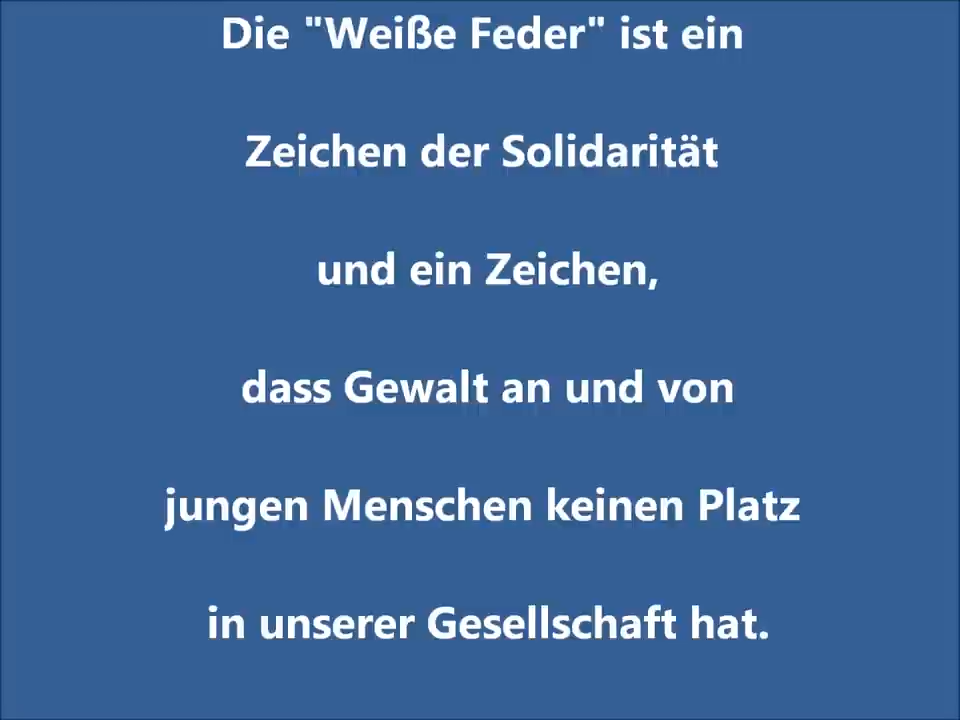 Die "Weiße Feder" ist ein
Zeichen der Solidarität
und ein Zeichen,
dass Gewalt an und von
jungen Menschen keinen Platz
in unserer Gesellschaft hat.